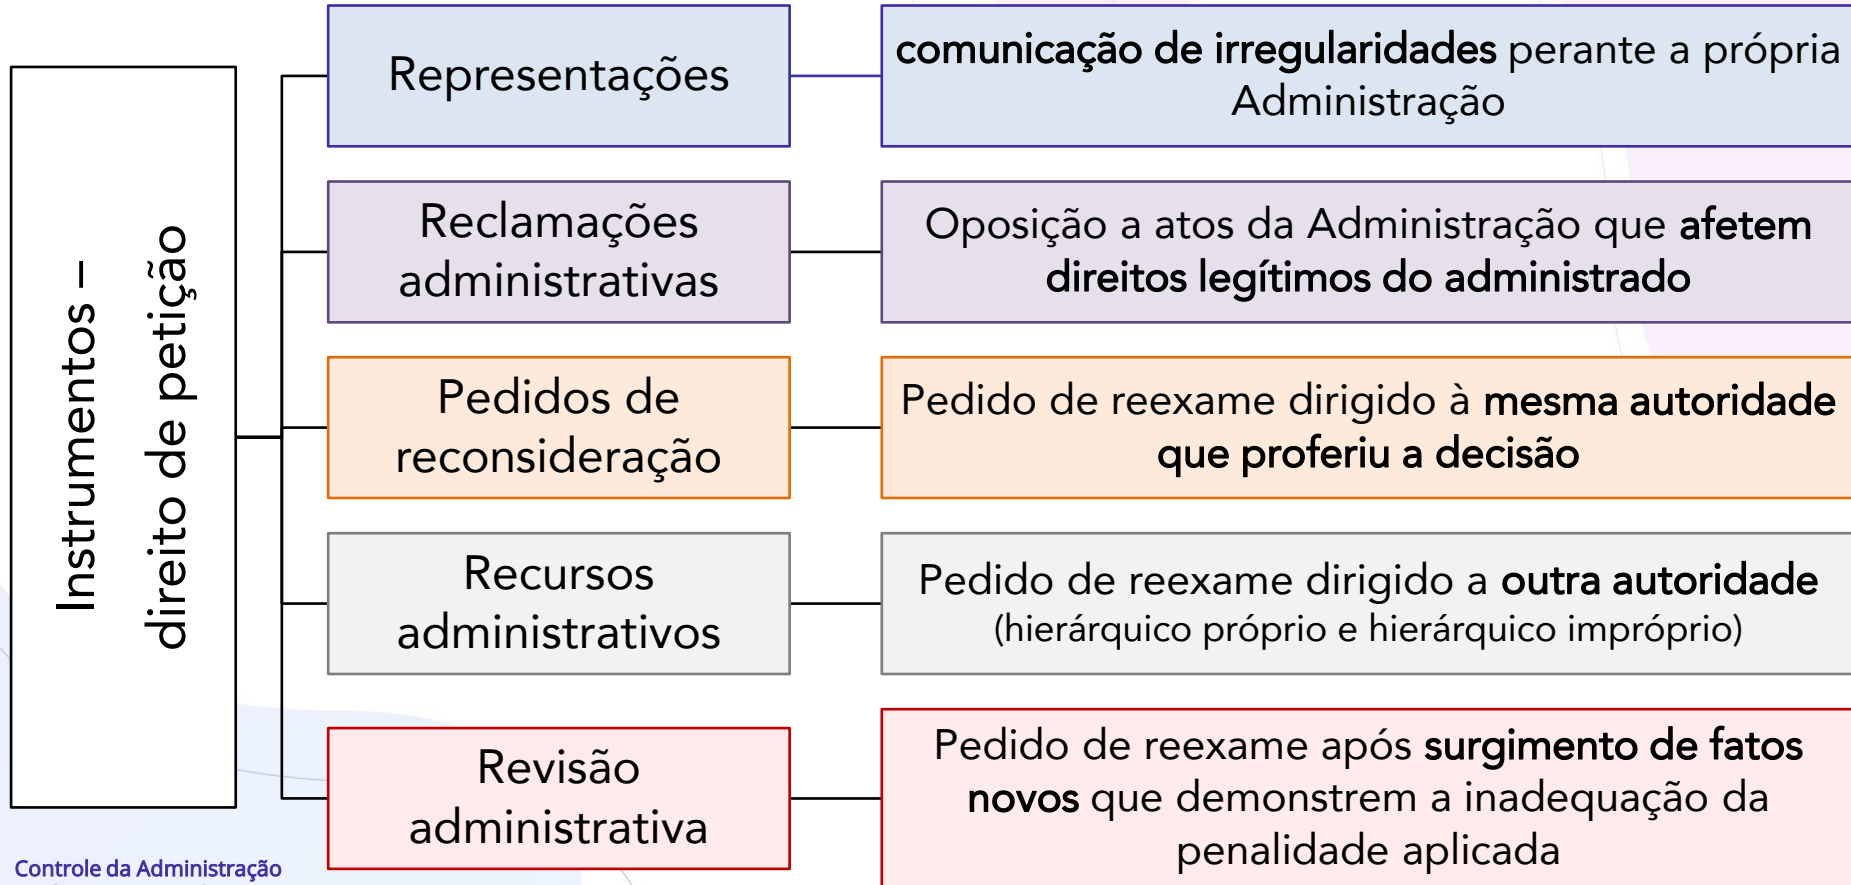 Instrumentos –
direito de petição
Representações
comunicação de irregularidades perante a própria
Administração
Reclamações
administrativas
Oposição a atos da Administração que afetem
direitos legítimos do administrado
Pedidos de
reconsideração
Pedido de reexame dirigido à mesma autoridade
que proferiu a decisão
Recursos
administrativos
Pedido de reexame dirigido a outra autoridade
(hierárquico próprio e hierárquico impróprio)
Revisão
administrativa
Pedido de reexame após surgimento de fatos
novos que demonstrem a inadequação da
penalidade aplicada
Controle da Administração